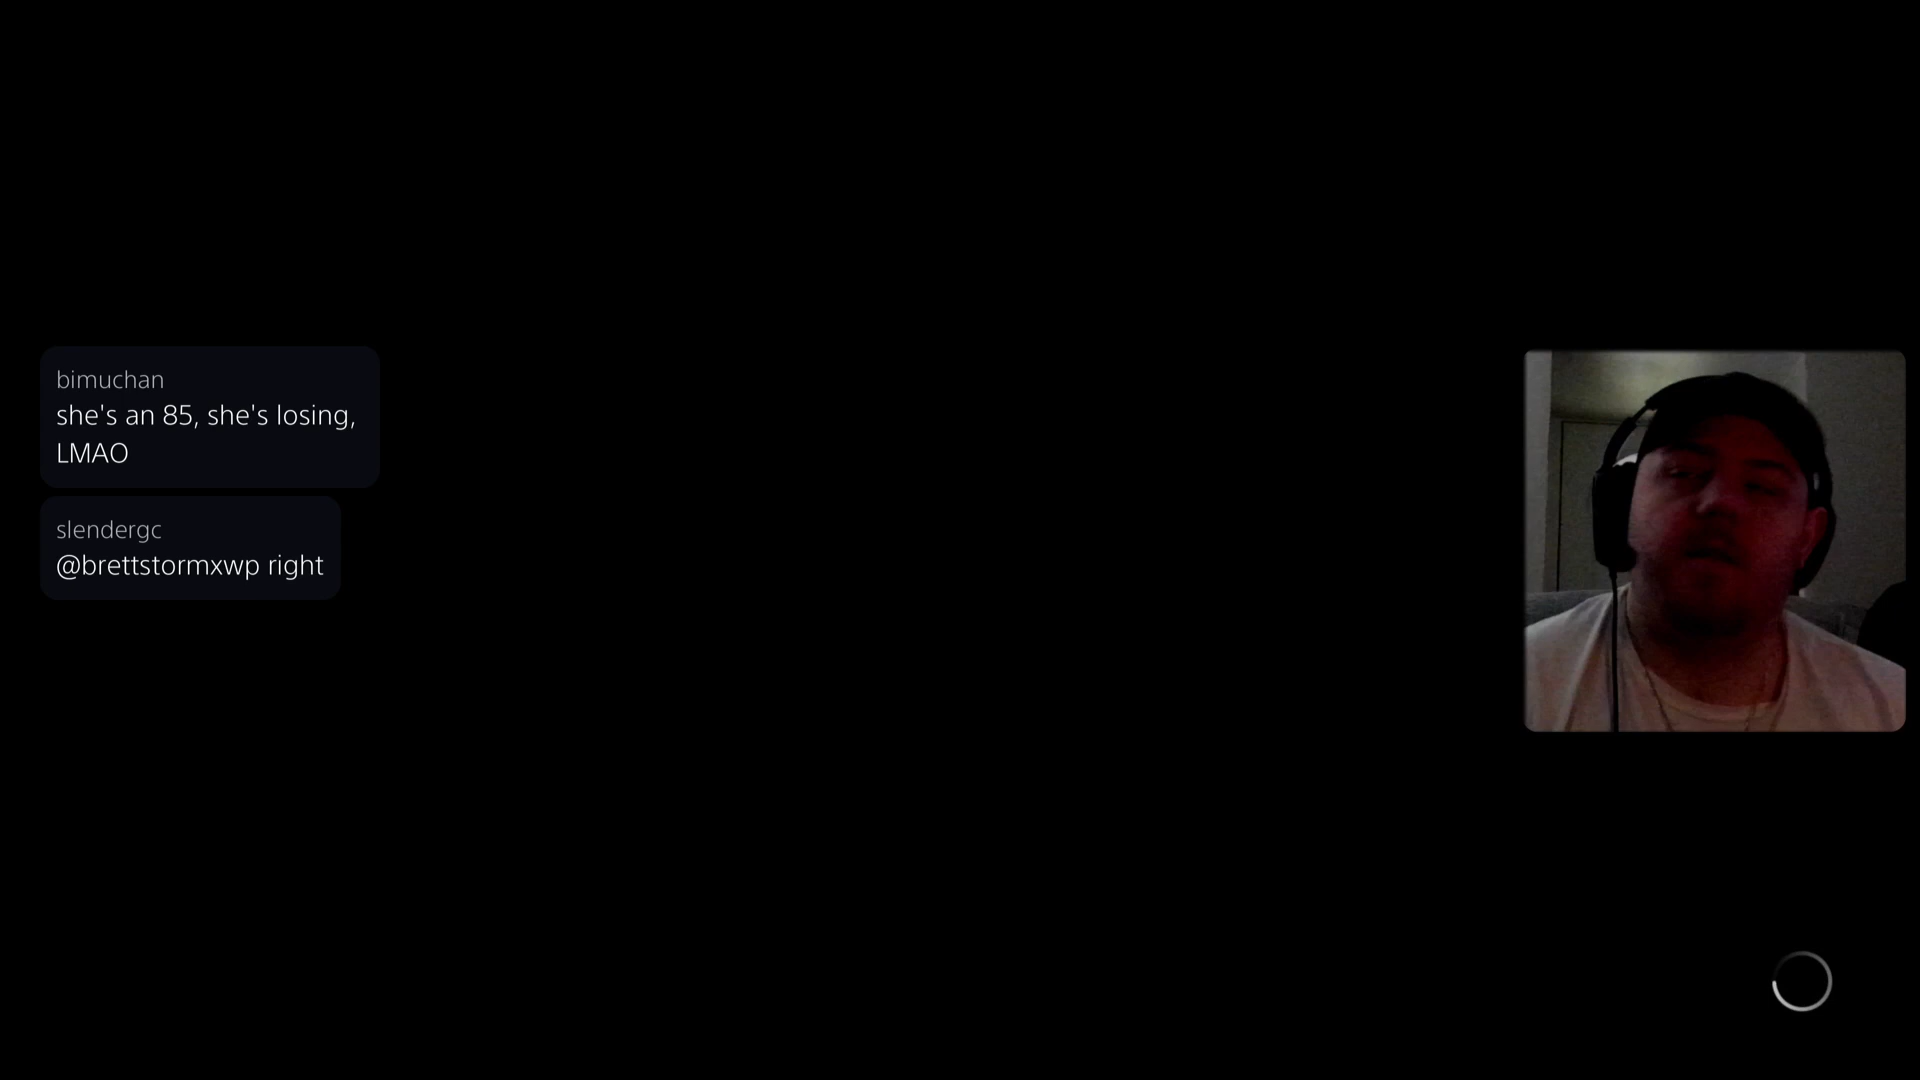 bimuchan
she's an 85, she's losing,
LMAO
slendergc
@brettstormxwp right